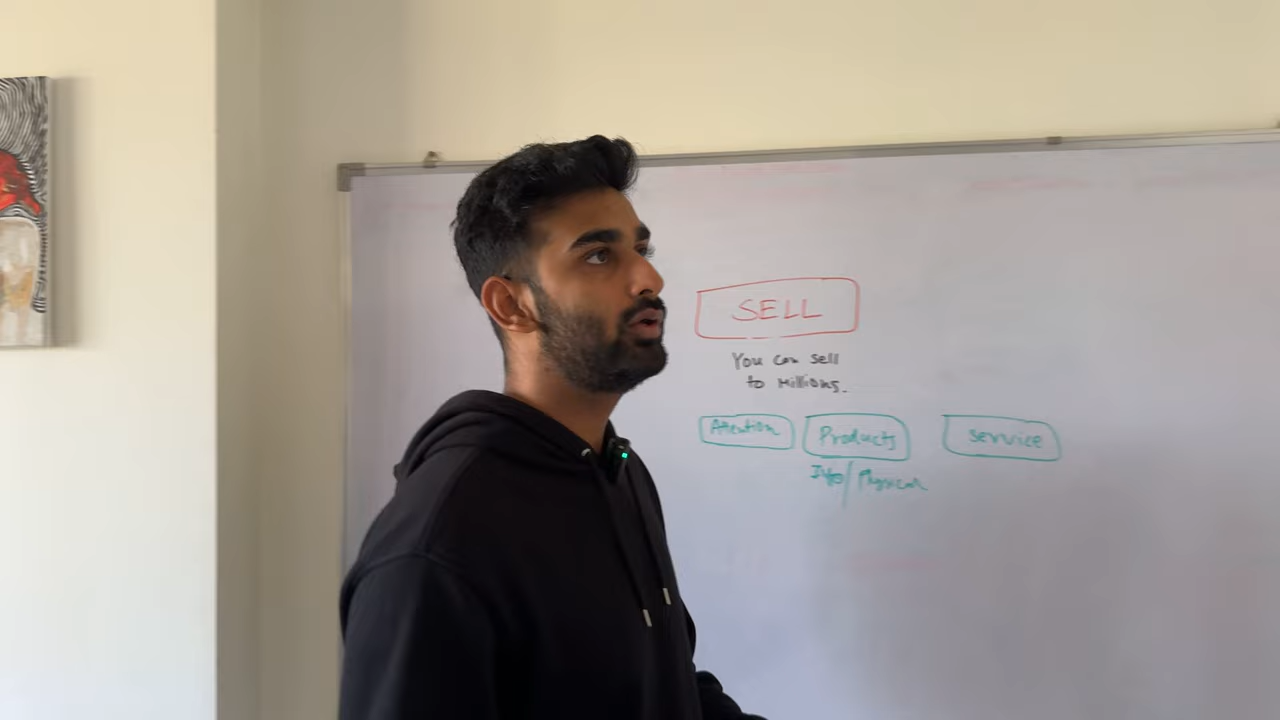 SELL
You can sell
to Millions.
Attention
Products
service
Info/Physical